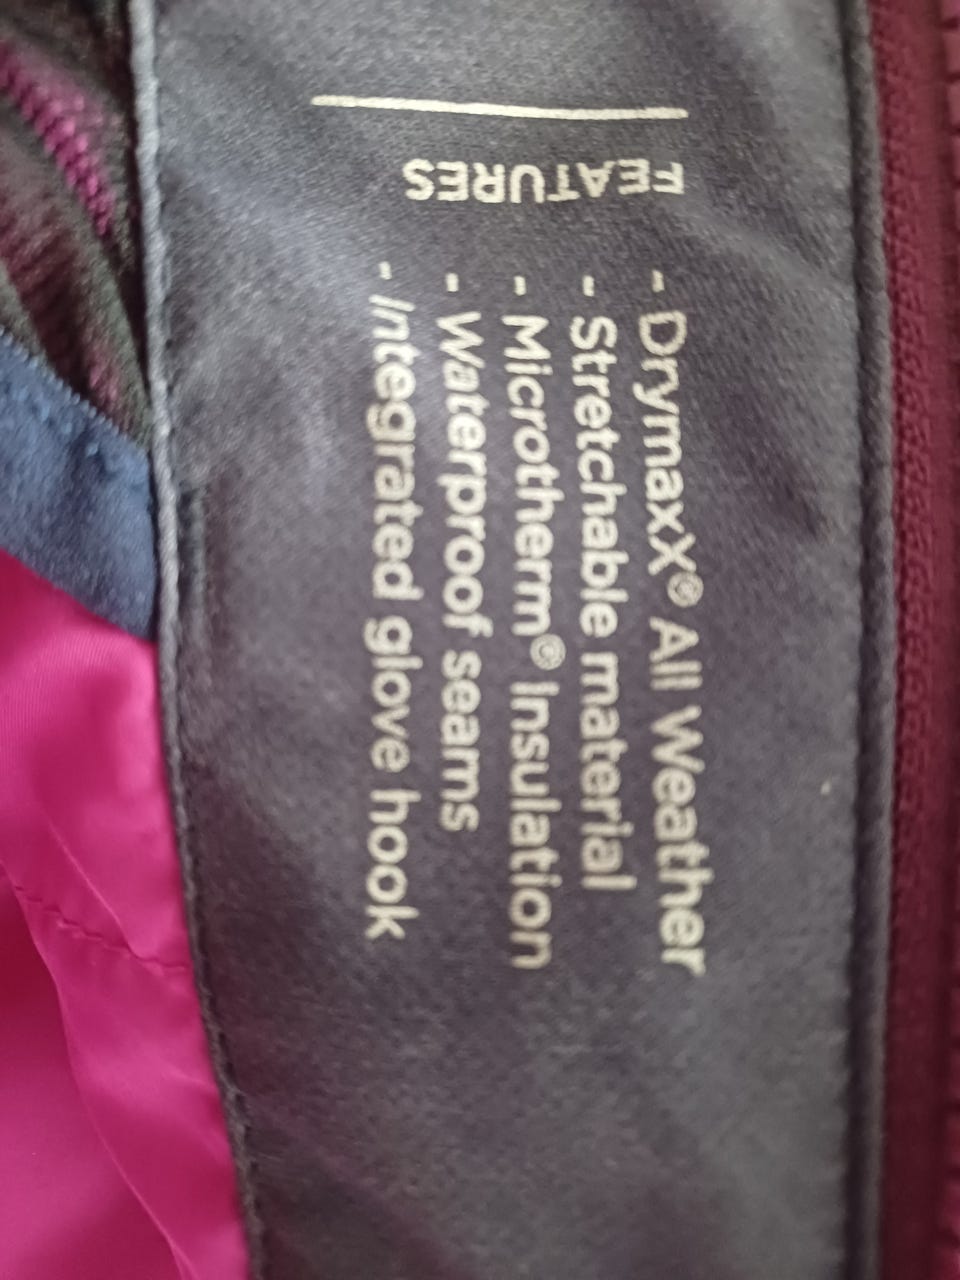 FEATURES
- DrymaxX® All Weather
- Stretchable material
- Microtherm® Insulation
- Waterproof seams
- Integrated glove hook